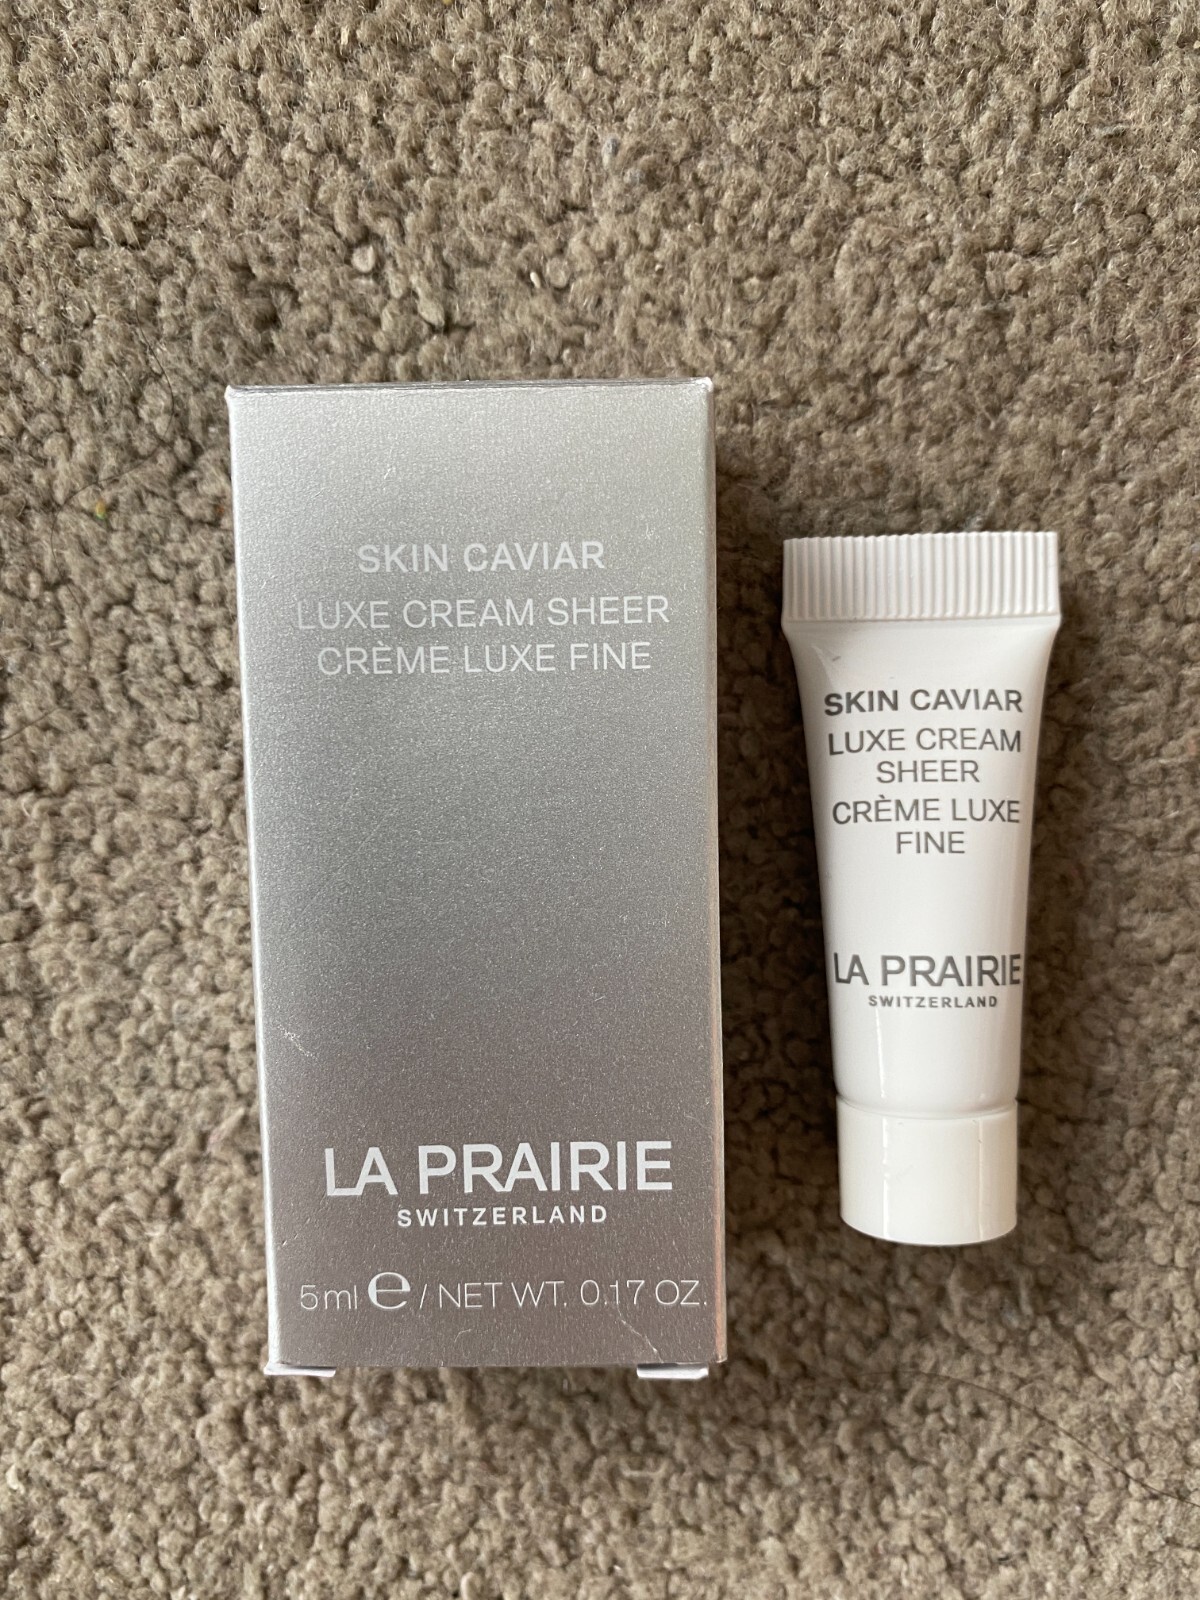 SKIN CAVIAR
LUXE CREAM SHEER
CRÈME LUXE FINE
LA PRAIRIE
SWITZERLAND
5ml ℮ / NET WT. 0.17 OZ.
SKIN CAVIAR
LUXE CREAM
SHEER
CRÈME LUXE
FINE
LA PRAIRIE
SWITZERLAND